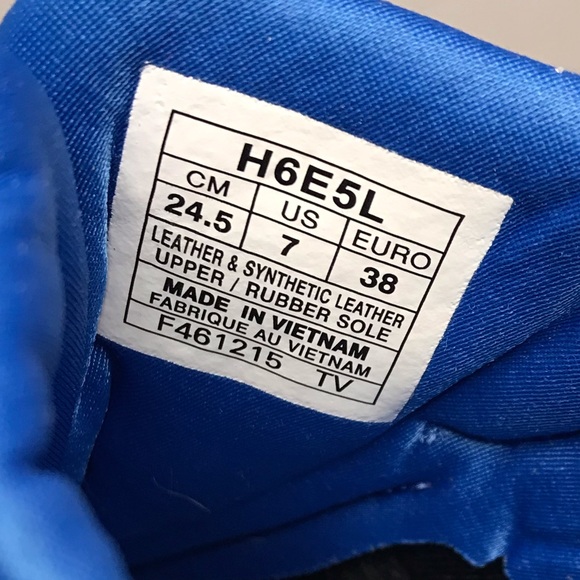 H6E5L
CM US EURO
24.5 7 38
LEATHER & SYNTHETIC LEATHER
UPPER / RUBBER SOLE
MADE IN VIETNAM
FABRIQUE AU VIETNAM
F461215 TV